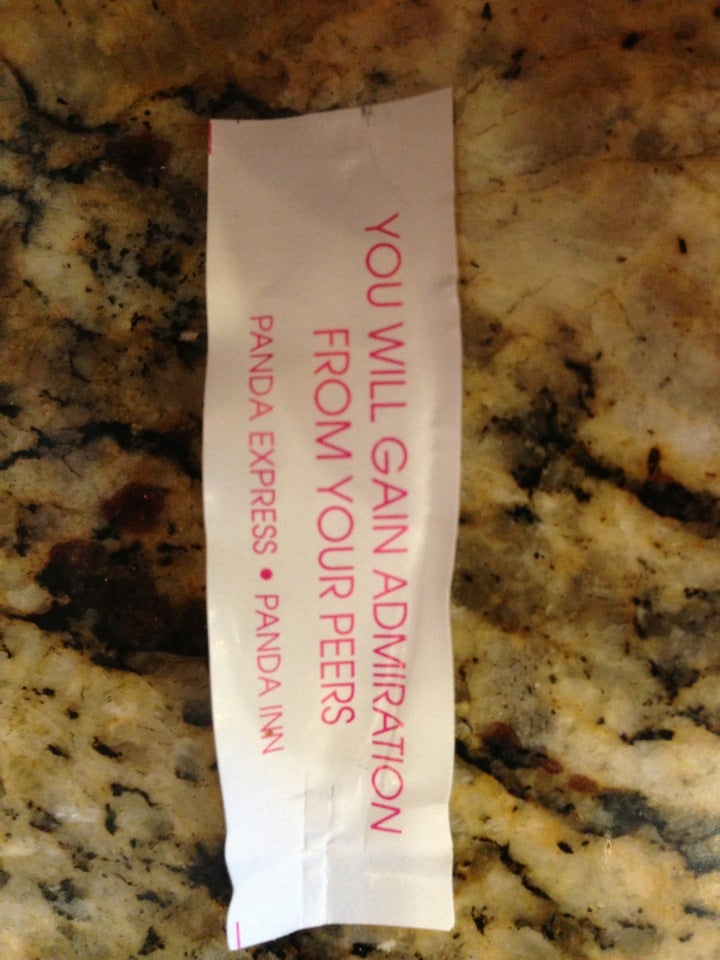 YOU WILL GAIN ADMIRATION
FROM YOUR PEERS
PANDA EXPRESS • PANDA INN